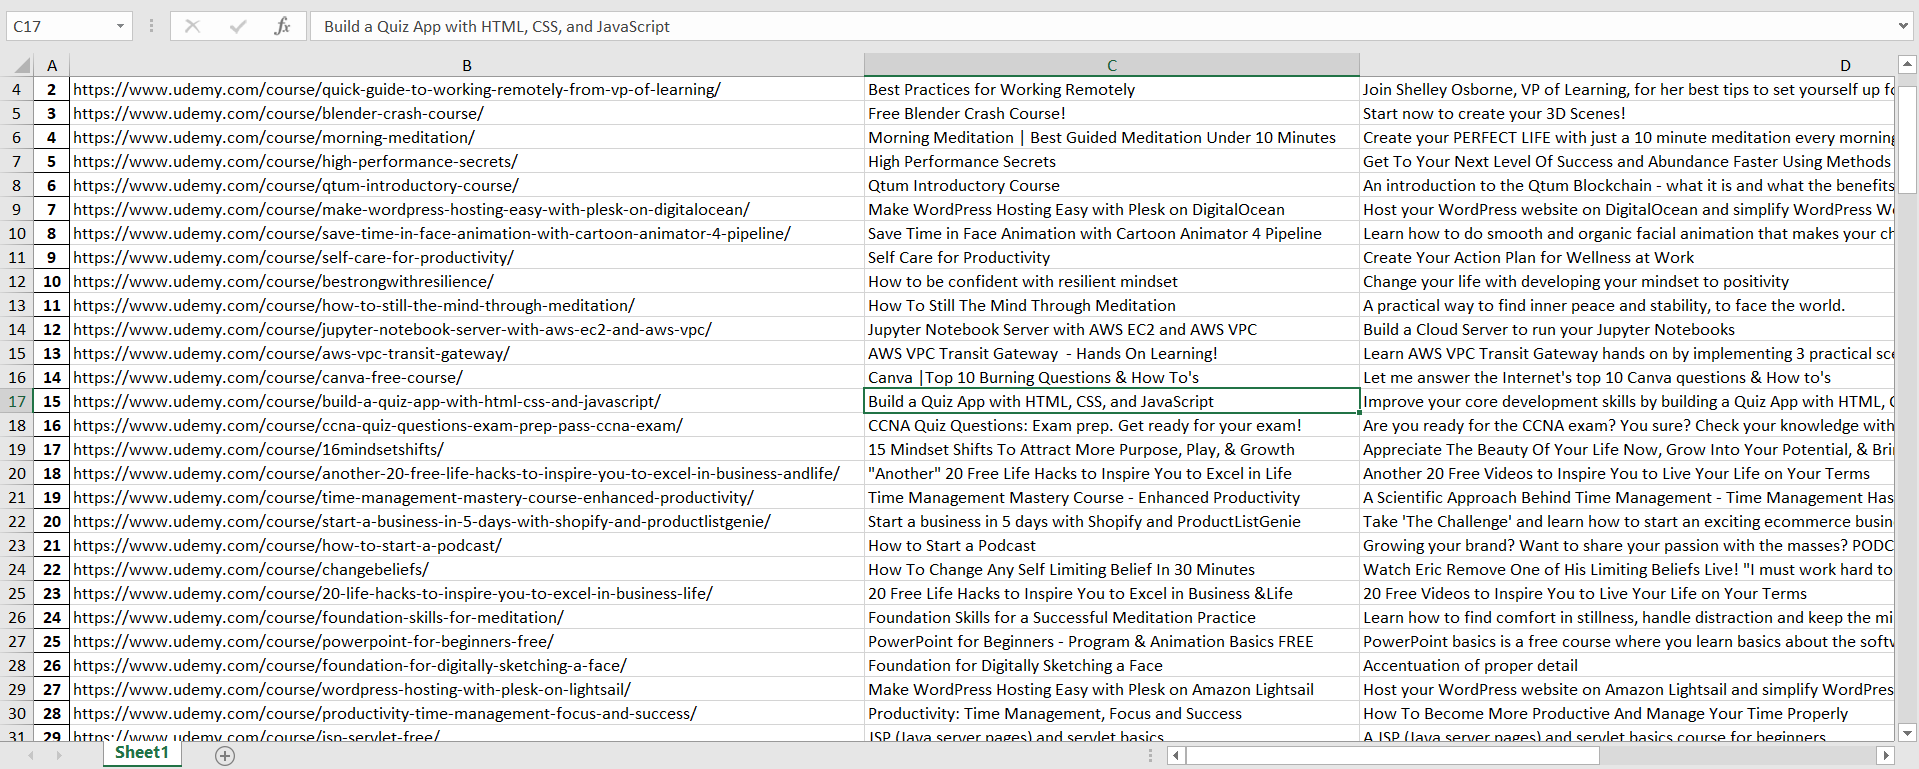 C17 fx Build a Quiz App with HTML, CSS, and JavaScript
A B C D
4 2 https://www.udemy.com/course/quick-guide-to-working-remotely-from-vp-of-learning/ Best Practices for Working Remotely Join Shelley Osborne, VP of Learning, for her best tips to set yourself up fo
5 3 https://www.udemy.com/course/blender-crash-course/ Free Blender Crash Course! Start now to create your 3D Scenes!
6 4 https://www.udemy.com/course/morning-meditation/ Morning Meditation | Best Guided Meditation Under 10 Minutes Create your PERFECT LIFE with just a 10 minute meditation every morning
7 5 https://www.udemy.com/course/high-performance-secrets/ High Performance Secrets Get To Your Next Level Of Success and Abundance Faster Using Methods
8 6 https://www.udemy.com/course/qtum-introductory-course/ Qtum Introductory Course An introduction to the Qtum Blockchain - what it is and what the benefits
9 7 https://www.udemy.com/course/make-wordpress-hosting-easy-with-plesk-on-digitalocean/ Make WordPress Hosting Easy with Plesk on DigitalOcean Host your WordPress website on DigitalOcean and simplify WordPress W
10 8 https://www.udemy.com/course/save-time-in-face-animation-with-cartoon-animator-4-pipeline/ Save Time in Face Animation with Cartoon Animator 4 Pipeline Learn how to do smooth and organic facial animation that makes your ch
11 9 https://www.udemy.com/course/self-care-for-productivity/ Self Care for Productivity Create Your Action Plan for Wellness at Work
12 10 https://www.udemy.com/course/bestrongwithresilience/ How to be confident with resilient mindset Change your life with developing your mindset to positivity
13 11 https://www.udemy.com/course/how-to-still-the-mind-through-meditation/ How To Still The Mind Through Meditation A practical way to find inner peace and stability, to face the world.
14 12 https://www.udemy.com/course/jupyter-notebook-server-with-aws-ec2-and-aws-vpc/ Jupyter Notebook Server with AWS EC2 and AWS VPC Build a Cloud Server to run your Jupyter Notebooks
15 13 https://www.udemy.com/course/aws-vpc-transit-gateway/ AWS VPC Transit Gateway  - Hands On Learning! Learn AWS VPC Transit Gateway hands on by implementing 3 practical sce
16 14 https://www.udemy.com/course/canva-free-course/ Canva |Top 10 Burning Questions & How To's Let me answer the Internet's top 10 Canva questions & How to's
17 15 https://www.udemy.com/course/build-a-quiz-app-with-html-css-and-javascript/ Build a Quiz App with HTML, CSS, and JavaScript Improve your core development skills by building a Quiz App with HTML, C
18 16 https://www.udemy.com/course/ccna-quiz-questions-exam-prep-pass-ccna-exam/ CCNA Quiz Questions: Exam prep. Get ready for your exam! Are you ready for the CCNA exam? You sure? Check your knowledge with
19 17 https://www.udemy.com/course/16mindsetshifts/ 15 Mindset Shifts To Attract More Purpose, Play, & Growth Appreciate The Beauty Of Your Life Now, Grow Into Your Potential, & Bri
20 18 https://www.udemy.com/course/another-20-free-life-hacks-to-inspire-you-to-excel-in-business-andlife/ "Another" 20 Free Life Hacks to Inspire You to Excel in Life Another 20 Free Videos to Inspire You to Live Your Life on Your Terms
21 19 https://www.udemy.com/course/time-management-mastery-course-enhanced-productivity/ Time Management Mastery Course - Enhanced Productivity A Scientific Approach Behind Time Management - Time Management Has
22 20 https://www.udemy.com/course/start-a-business-in-5-days-with-shopify-and-productlistgenie/ Start a business in 5 days with Shopify and ProductListGenie Take 'The Challenge' and learn how to start an exciting ecommerce busin
23 21 https://www.udemy.com/course/how-to-start-a-podcast/ How to Start a Podcast Growing your brand? Want to share your passion with the masses? PODC
24 22 https://www.udemy.com/course/changebeliefs/ How To Change Any Self Limiting Belief In 30 Minutes Watch Eric Remove One of His Limiting Beliefs Live! "I must work hard to
25 23 https://www.udemy.com/course/20-life-hacks-to-inspire-you-to-excel-in-business-life/ 20 Free Life Hacks to Inspire You to Excel in Business &Life 20 Free Videos to Inspire You to Live Your Life on Your Terms
26 24 https://www.udemy.com/course/foundation-skills-for-meditation/ Foundation Skills for a Successful Meditation Practice Learn how to find comfort in stillness, handle distraction and keep the mi
27 25 https://www.udemy.com/course/powerpoint-for-beginners-free/ PowerPoint for Beginners - Program & Animation Basics FREE PowerPoint basics is a free course where you learn basics about the softw
28 26 https://www.udemy.com/course/foundation-for-digitally-sketching-a-face/ Foundation for Digitally Sketching a Face Accentuation of proper detail
29 27 https://www.udemy.com/course/wordpress-hosting-with-plesk-on-lightsail/ Make WordPress Hosting Easy with Plesk on Amazon Lightsail Host your WordPress website on Amazon Lightsail and simplify WordPres
30 28 https://www.udemy.com/course/productivity-time-management-focus-and-success/ Productivity: Time Management, Focus and Success How To Become More Productive And Manage Your Time Properly
31 29 https://www.udemy.com/course/jsp-servlet-free/ JSP (Java server pages) and servlet basics A JSP (Java server pages) and servlet basics course for beginners
Sheet1